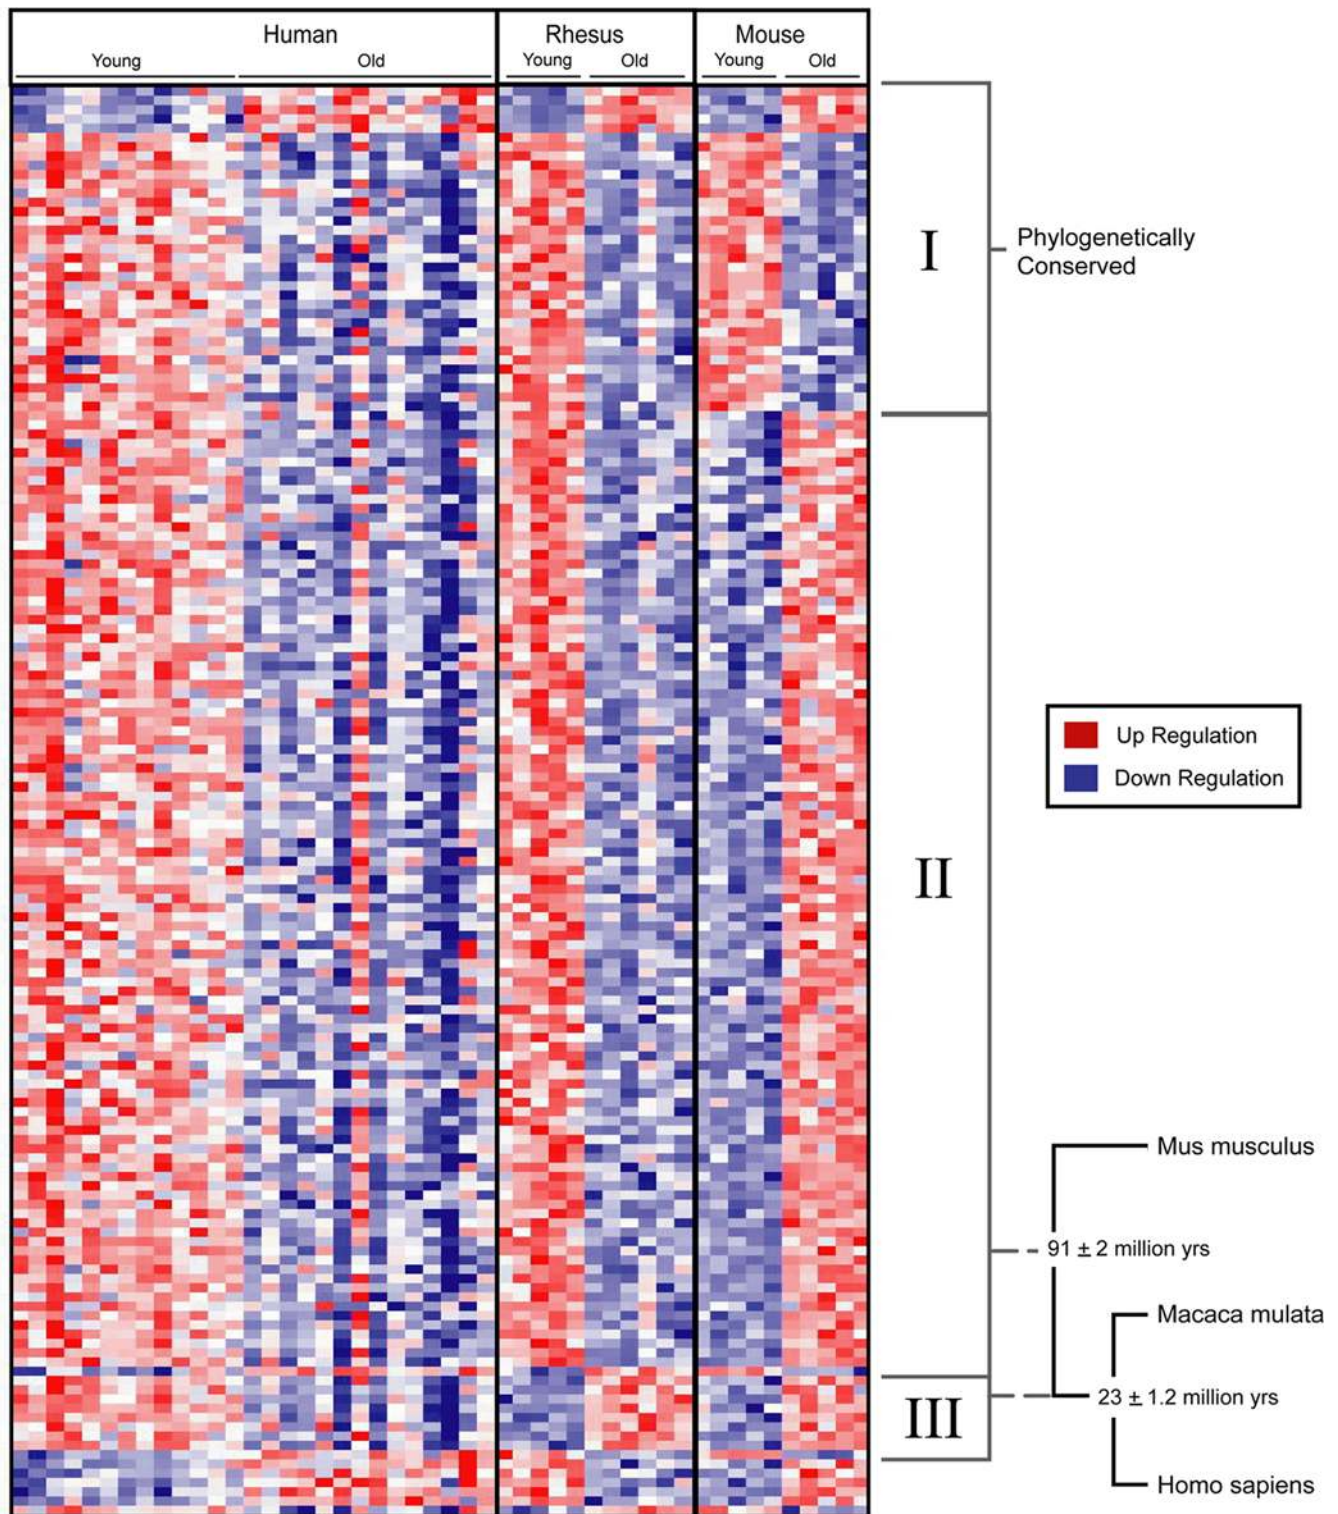 Human
Rhesus
Mouse
Young
Old
Young
Old
Young
Old
I
Phylogenetically
Conserved
II
Up Regulation
Down Regulation
Mus musculus
91 ± 2 million yrs
Macaca mulata
23 ± 1.2 million yrs
III
Homo sapiens